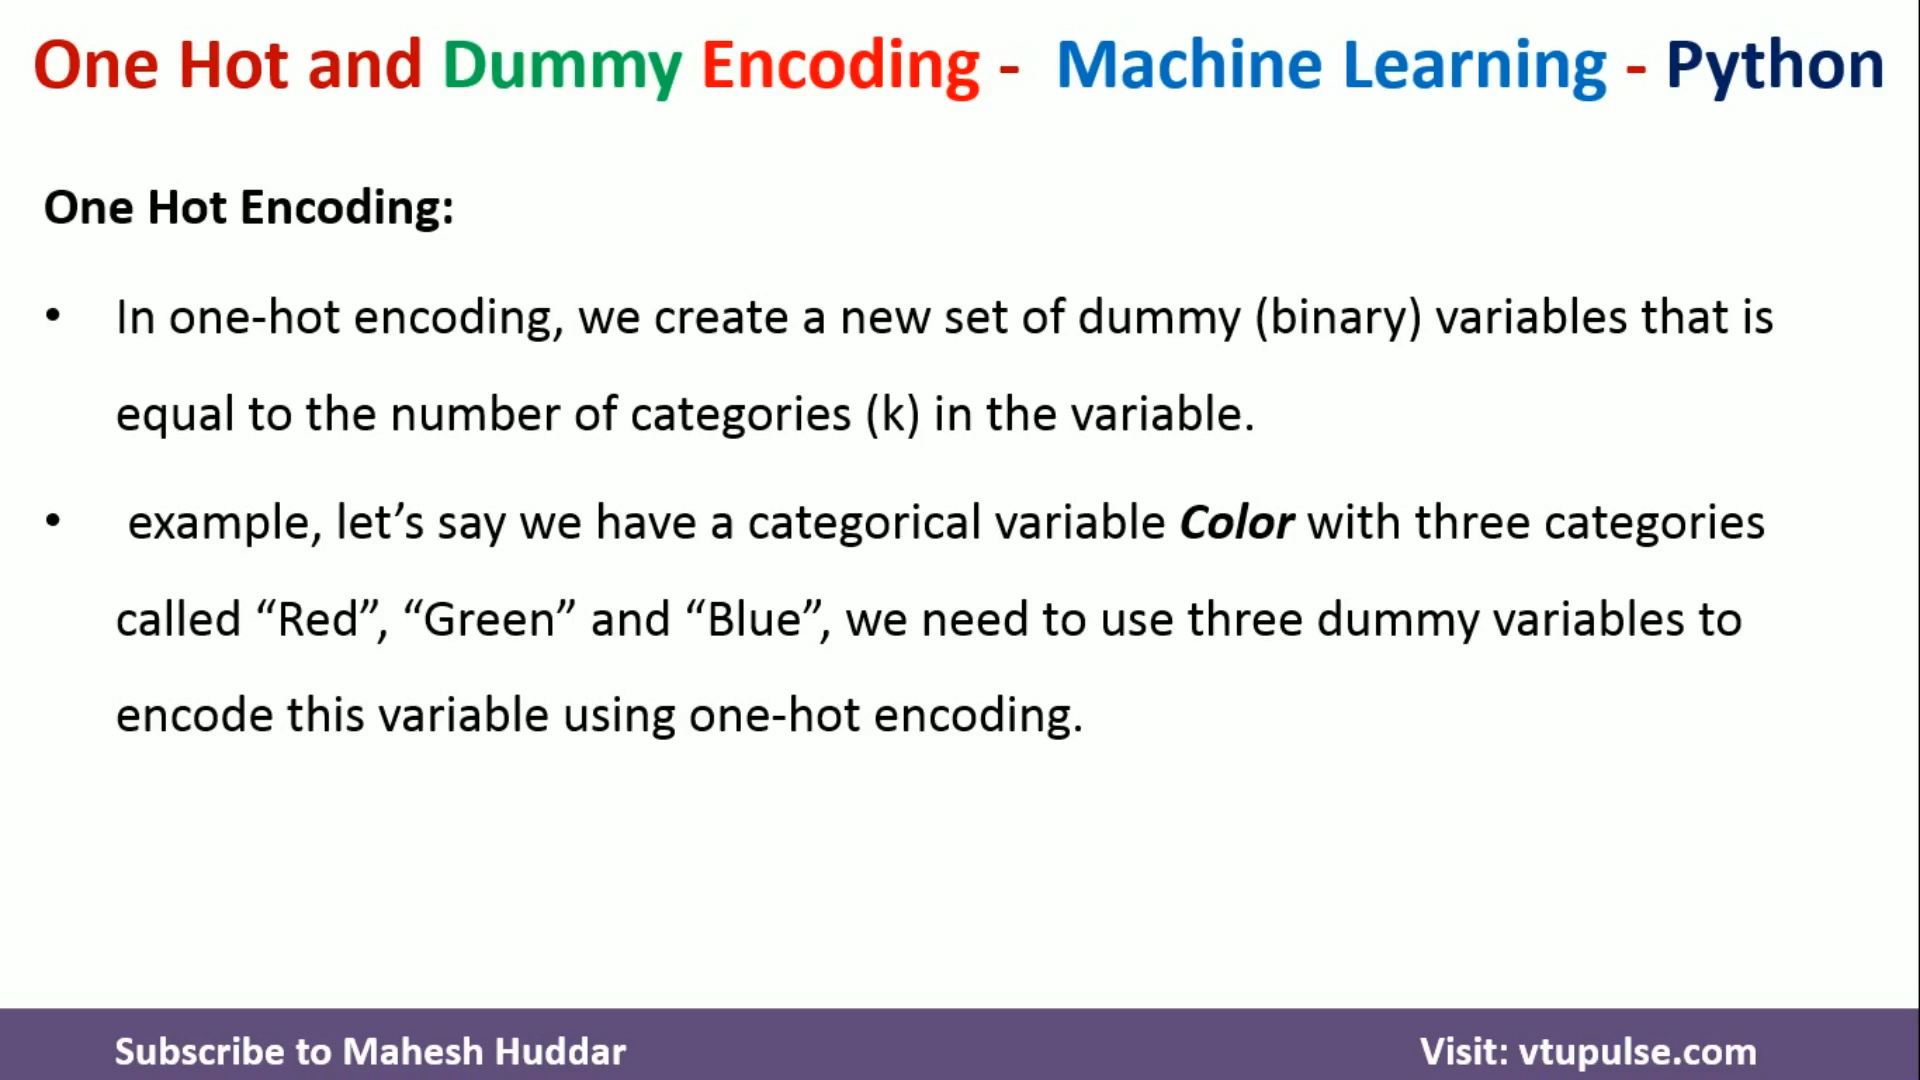 One Hot and Dummy Encoding - Machine Learning - Python
One Hot Encoding:
• In one-hot encoding, we create a new set of dummy (binary) variables that is
equal to the number of categories (k) in the variable.
• example, let’s say we have a categorical variable Color with three categories
called “Red”, “Green” and “Blue”, we need to use three dummy variables to
encode this variable using one-hot encoding.
Subscribe to Mahesh Huddar
Visit: vtupulse.com